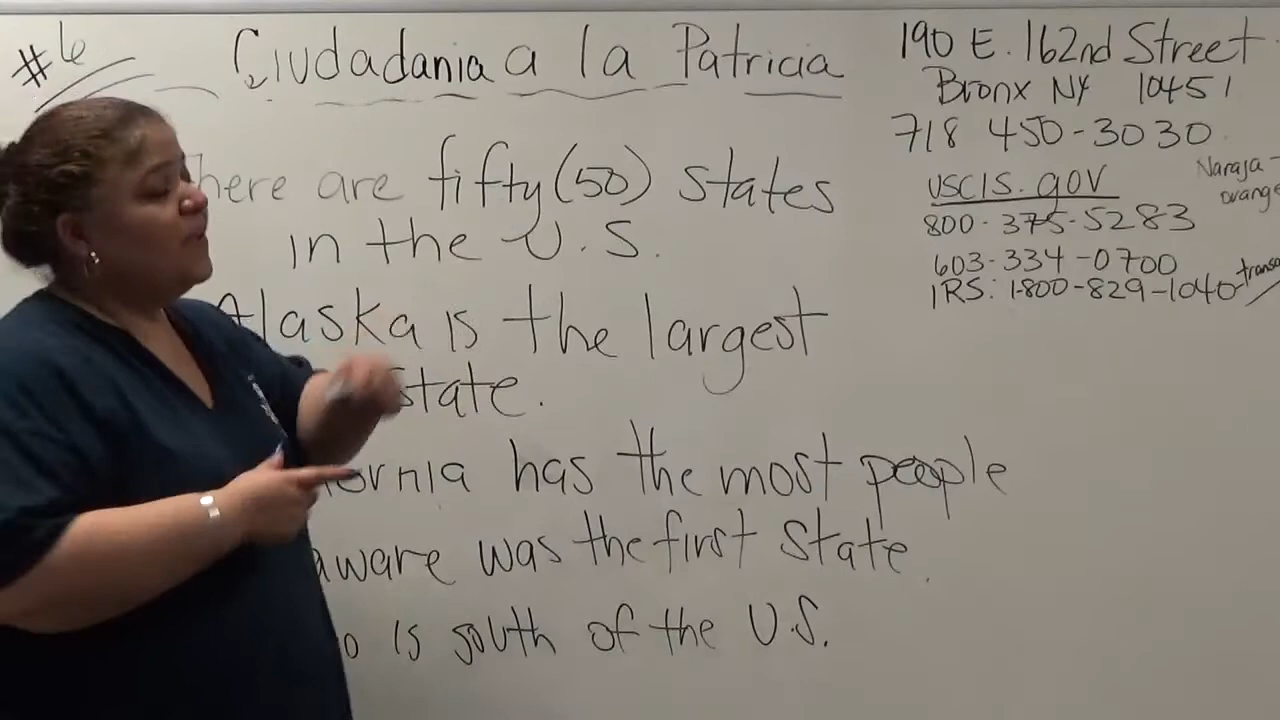 #6
Ciudadania a la Patricia
here are fifty (50) States
in the U.S.
Alaska is the largest
State.
ornia has the most people
aware was the first State.
o is south of the U.S.
190 E. 162nd Street
Bronx NY 10451
718 450-3030
USCIS.gov
800-375-5283
603-334-0700
IRS: 1-800-829-1040
Naraja -
orange